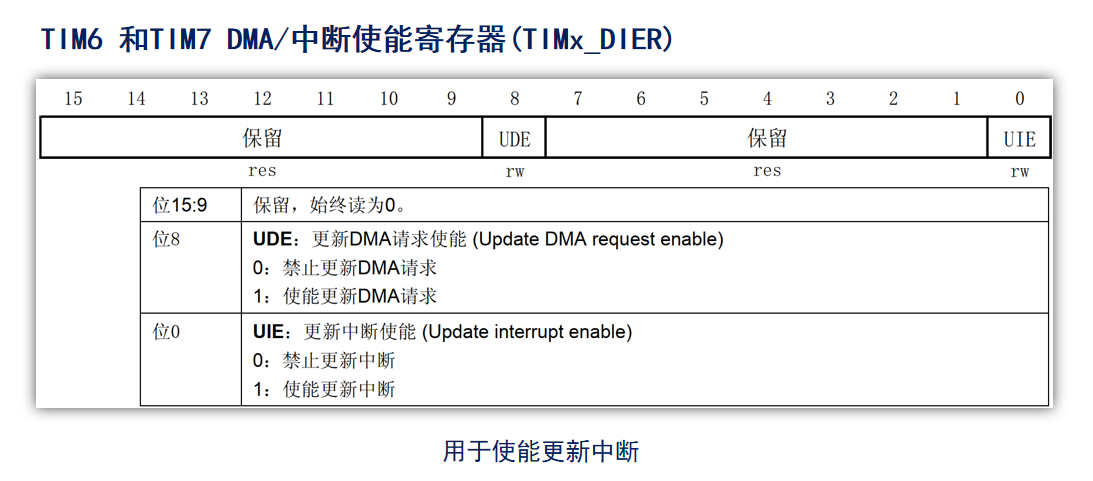 TIM6 和TIM7 DMA/中断使能寄存器(TIMx_DIER)
15 14 13 12 11 10 9 8 7 6 5 4 3 2 1 0
保留 UDE 保留 UIE
res rw res rw
位15:9 保留，始终读为0。
位8 UDE：更新DMA请求使能 (Update DMA request enable)
0：禁止更新DMA请求
1：使能更新DMA请求
位0 UIE：更新中断使能 (Update interrupt enable)
0：禁止更新中断
1：使能更新中断
用于使能更新中断